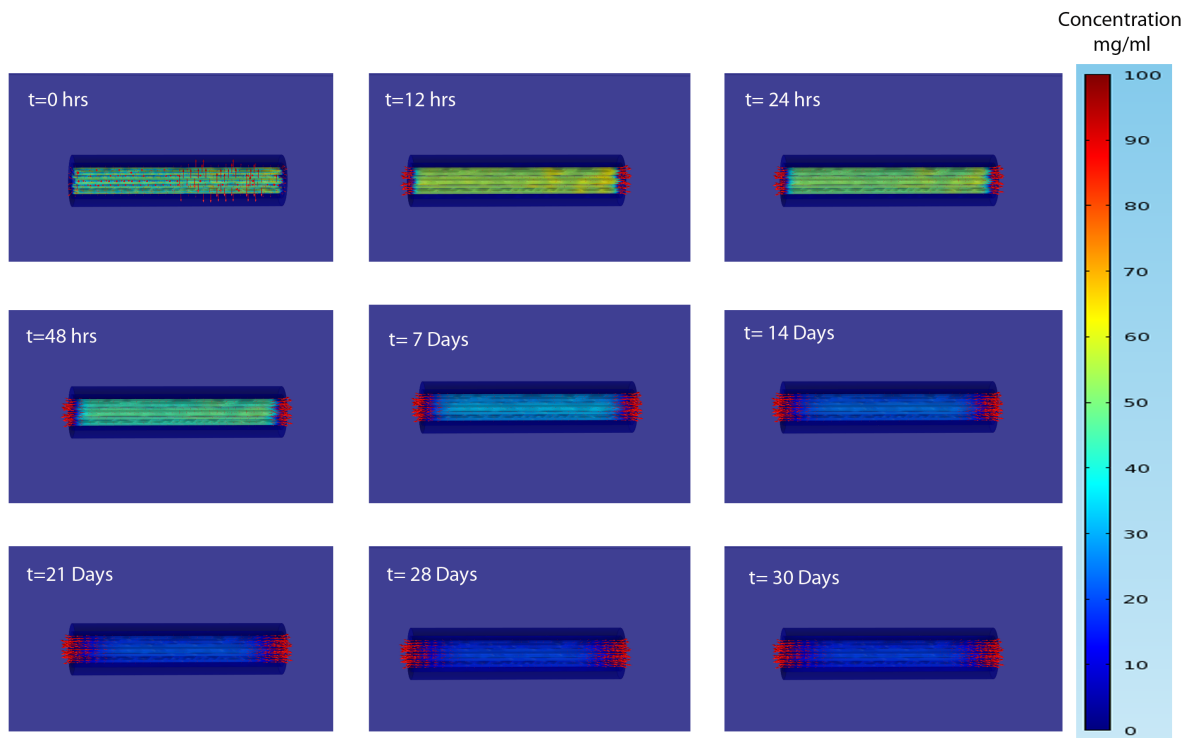 Concentration
mg/ml
t=0 hrs
t=12 hrs
t= 24 hrs
t=48 hrs
t= 7 Days
t= 14 Days
t=21 Days
t= 28 Days
t= 30 Days
100
90
80
70
60
50
40
30
20
10
0